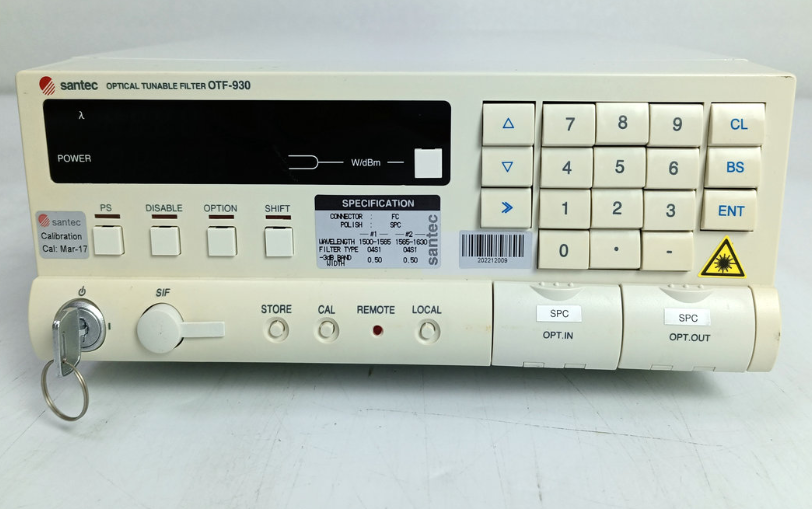 santec OPTICAL TUNABLE FILTER OTF-930
λ
POWER
W/dBm
PS DISABLE OPTION SHIFT
santec
Calibration
Cal: Mar-17
SPECIFICATION
CONNECTOR : FC
POLISH : SPC
#1 #2
WAVELENGTH 1500-1565 1565-1630
FILTER TYPE 04S1 04S1
-3dB BAND WIDTH 0.50 0.50
santec
202212009
7 8 9 CL
4 5 6 BS
1 2 3 ENT
0 • -
SIF
STORE CAL REMOTE LOCAL
SPC
OPT.IN
SPC
OPT.OUT